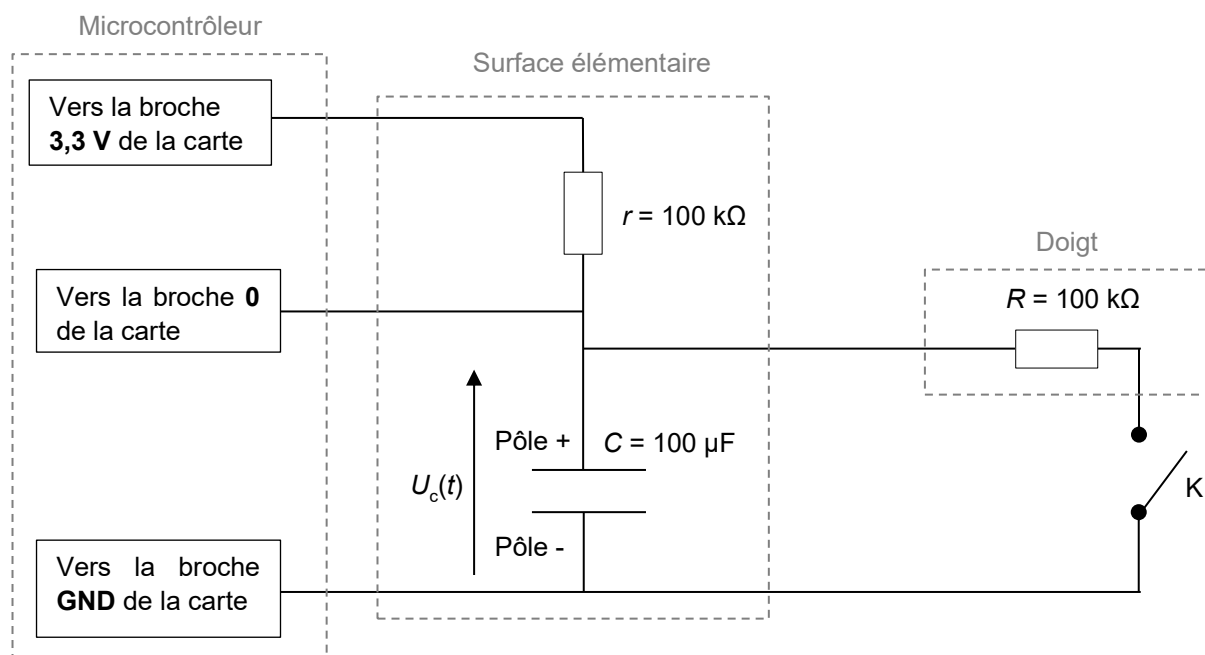 Microcontrôleur
Surface élémentaire
Vers la broche
3,3 V de la carte
r = 100 kΩ
Doigt
Vers la broche 0
de la carte
R = 100 kΩ
Pôle +
C = 100 µF
Uc(t)
K
Pôle -
Vers la broche
GND de la carte